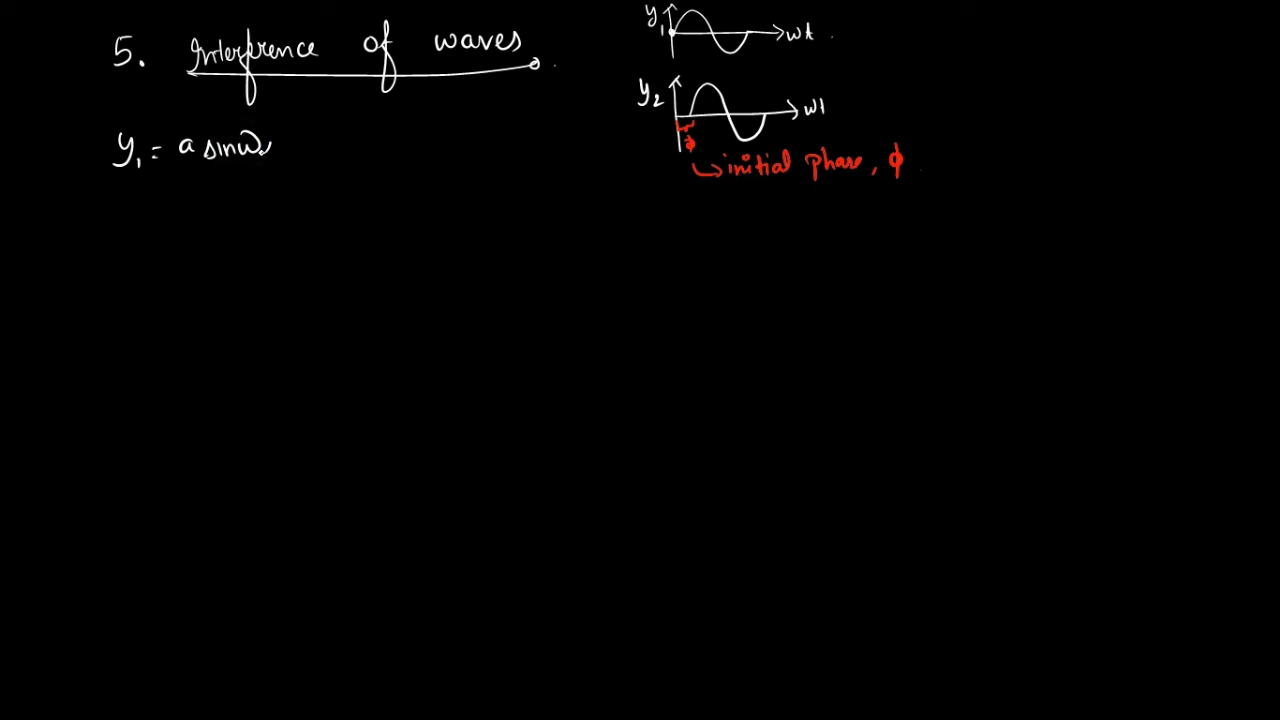 5. Interference of waves
y₁ = a sinω
y₁
ωt
y₂
ωt
ϕ
initial phase, ϕ